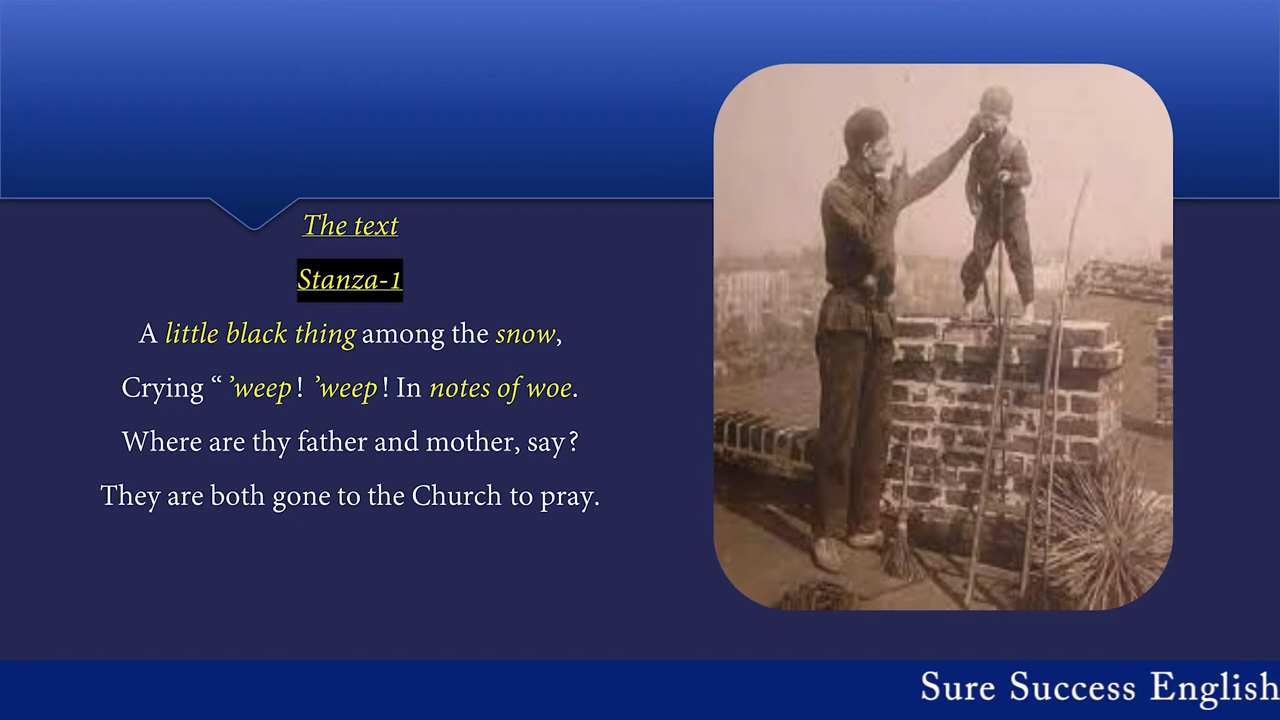 The text
Stanza-1
A little black thing among the snow,
Crying “ ’weep! ’weep! In notes of woe.
Where are thy father and mother, say?
They are both gone to the Church to pray.
Sure Success English